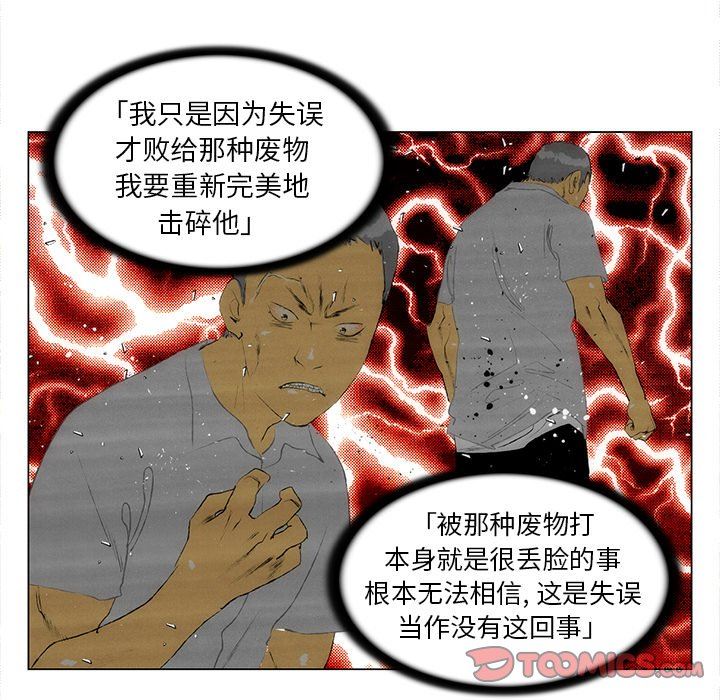 「我只是因为失误
才败给那种废物
我要重新完美地
击碎他」
「被那种废物打
本身就是很丢脸的事
根本无法相信, 这是失误
当作没有这回事」
TOOMICS.com